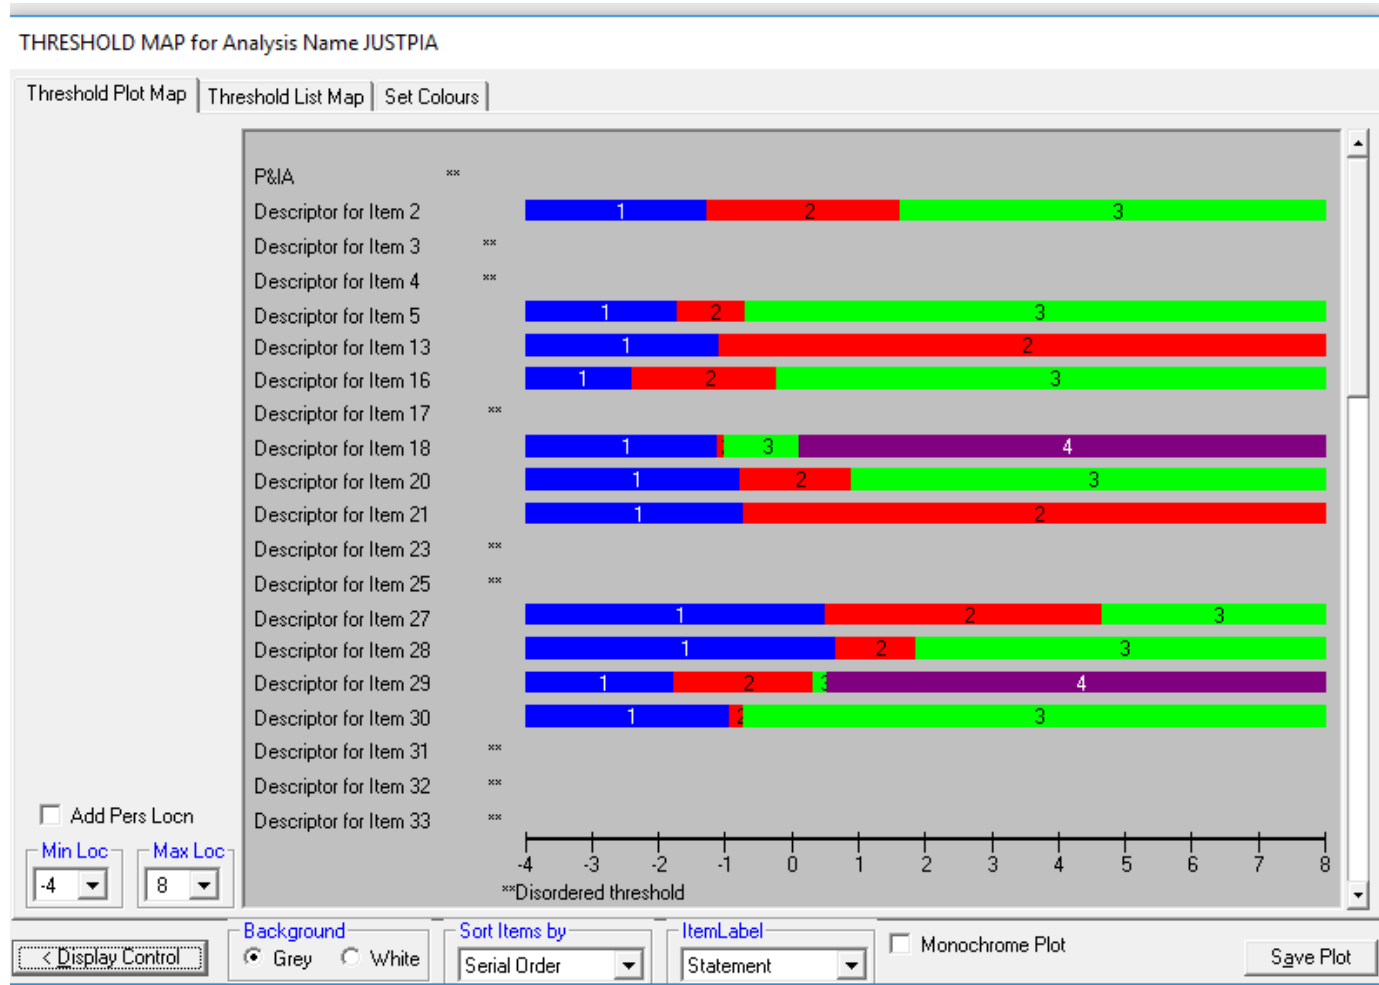 THRESHOLD MAP for Analysis Name JUSTPIA
Threshold Plot Map Threshold List Map Set Colours
P&IA **
Descriptor for Item 2 1 2 3
Descriptor for Item 3 **
Descriptor for Item 4 **
Descriptor for Item 5 1 2 3
Descriptor for Item 13 1 2
Descriptor for Item 16 1 2 3
Descriptor for Item 17 **
Descriptor for Item 18 1 3 4
Descriptor for Item 20 1 2 3
Descriptor for Item 21 1 2
Descriptor for Item 23 **
Descriptor for Item 25 **
Descriptor for Item 27 1 2 3
Descriptor for Item 28 1 2 3
Descriptor for Item 29 1 2 3 4
Descriptor for Item 30 1 2 3
Descriptor for Item 31 **
Descriptor for Item 32 **
Descriptor for Item 33 **
-4 -3 -2 -1 0 1 2 3 4 5 6 7 8
**Disordered threshold
Add Pers Locn
Min Loc Max Loc
-4 8
< Display Control
Background
Grey White
Sort Items by
Serial Order
ItemLabel
Statement
Monochrome Plot
Save Plot